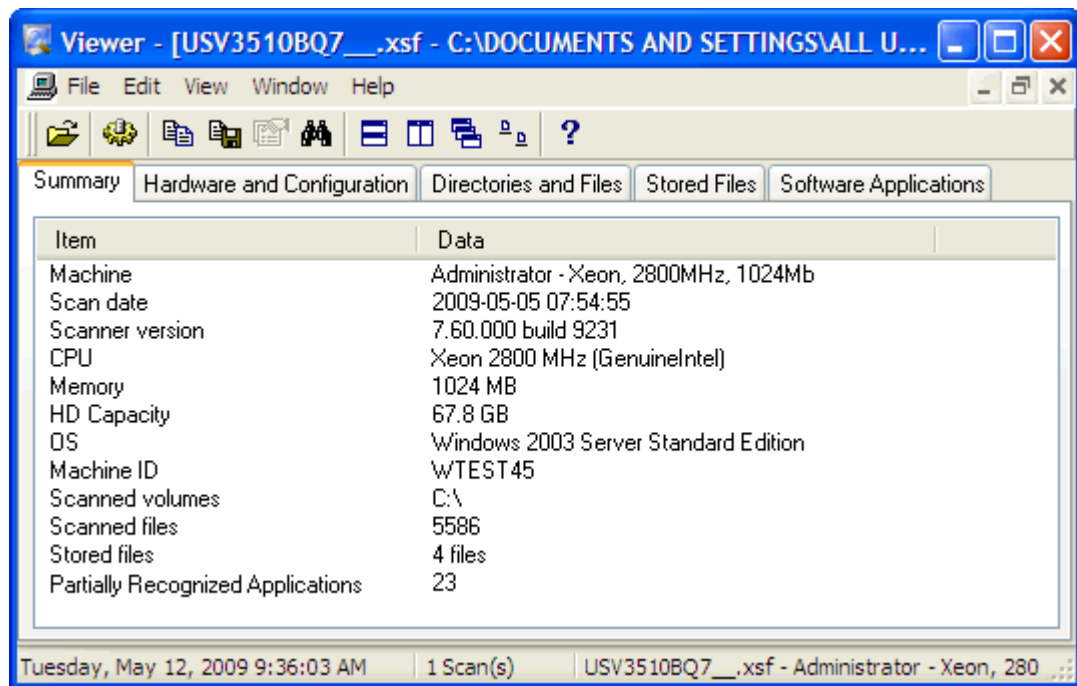 Viewer - [USV3510BQ7__.xsf - C:\DOCUMENTS AND SETTINGS\ALL U...
File Edit View Window Help
?
Summary Hardware and Configuration Directories and Files Stored Files Software Applications
Item Data
Machine Administrator - Xeon, 2800MHz, 1024Mb
Scan date 2009-05-05 07:54:55
Scanner version 7.60.000 build 9231
CPU Xeon 2800 MHz (GenuineIntel)
Memory 1024 MB
HD Capacity 67.8 GB
OS Windows 2003 Server Standard Edition
Machine ID WTEST45
Scanned volumes C:\
Scanned files 5586
Stored files 4 files
Partially Recognized Applications 23
Tuesday, May 12, 2009 9:36:03 AM 1 Scan(s) USV3510BQ7__.xsf - Administrator - Xeon, 280